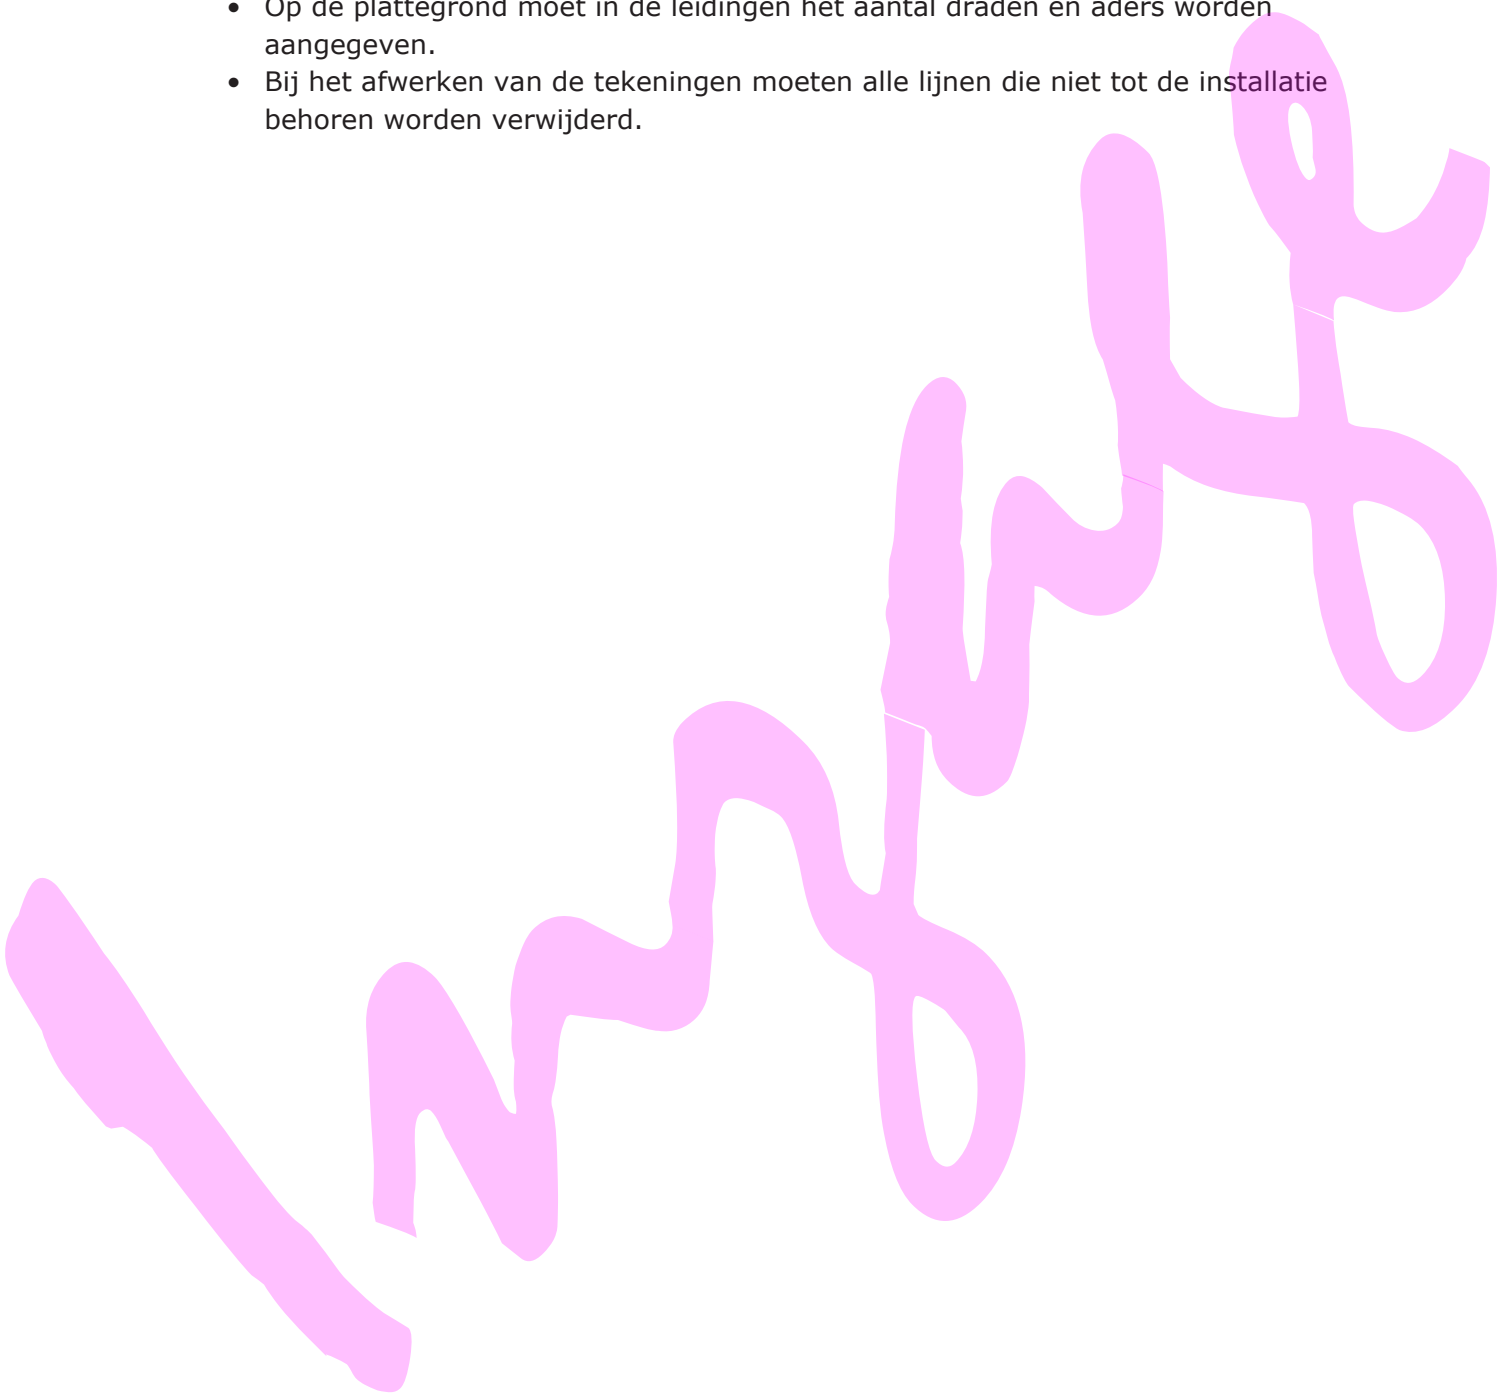 • Op de plattegrond moet in de leidingen het aantal draden en aders worden
aangegeven.
• Bij het afwerken van de tekeningen moeten alle lijnen die niet tot de installatie
behoren worden verwijderd.